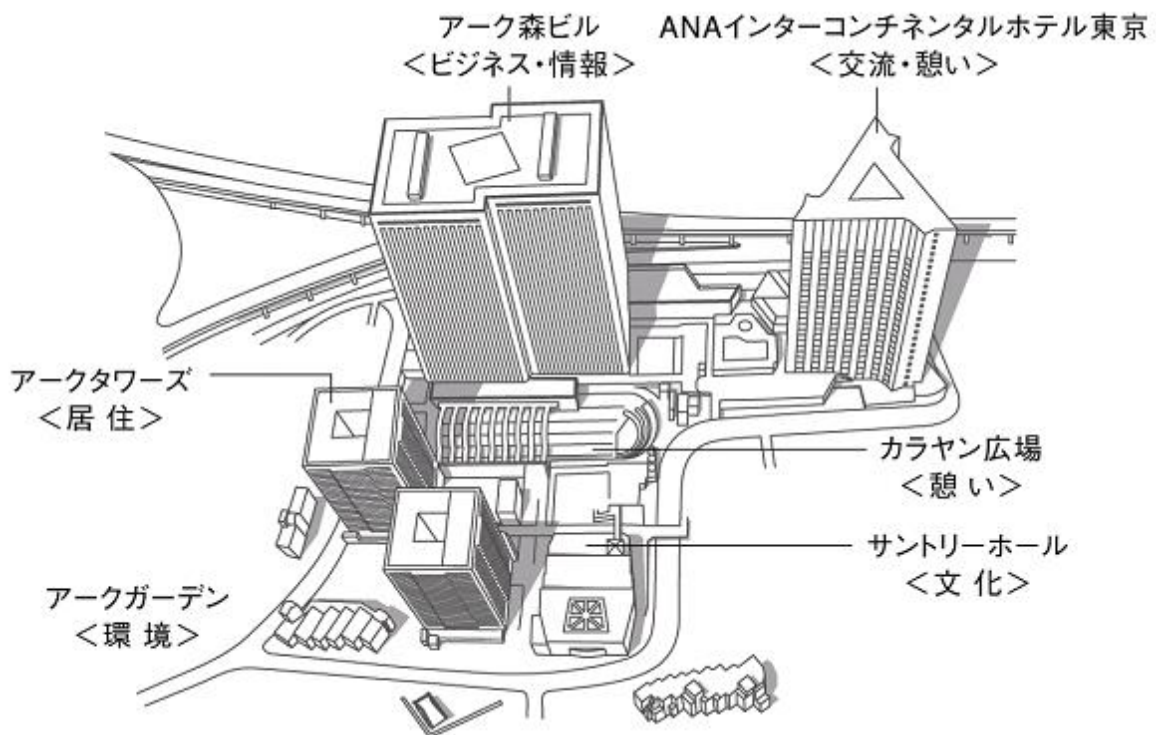 アーク森ビル
＜ビジネス・情報＞
ANAインターコンチネンタルホテル東京
＜交流・憩い＞
アークタワーズ
＜居 住＞
カラヤン広場
＜憩 い＞
サントリーホール
＜文 化＞
アークガーデン
＜環 境＞